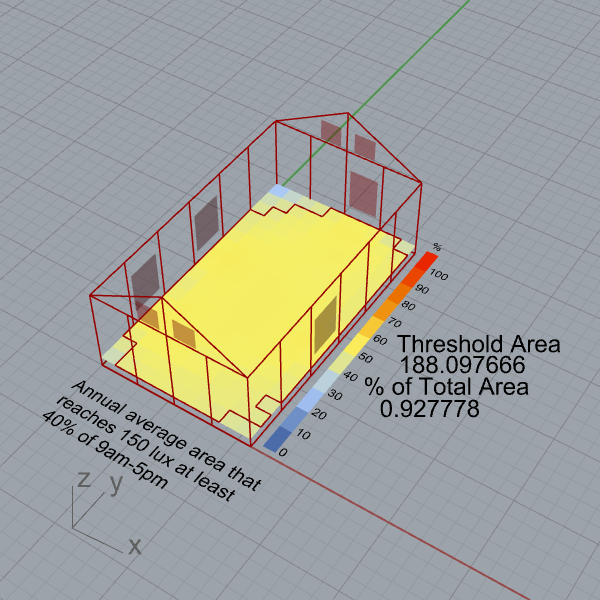 %
100
90
80
70
60
50
40
30
20
10
0
Threshold Area
188.097666
% of Total Area
0.927778
Annual average area that
reaches 150 lux at least
40% of 9am-5pm
z
y
x